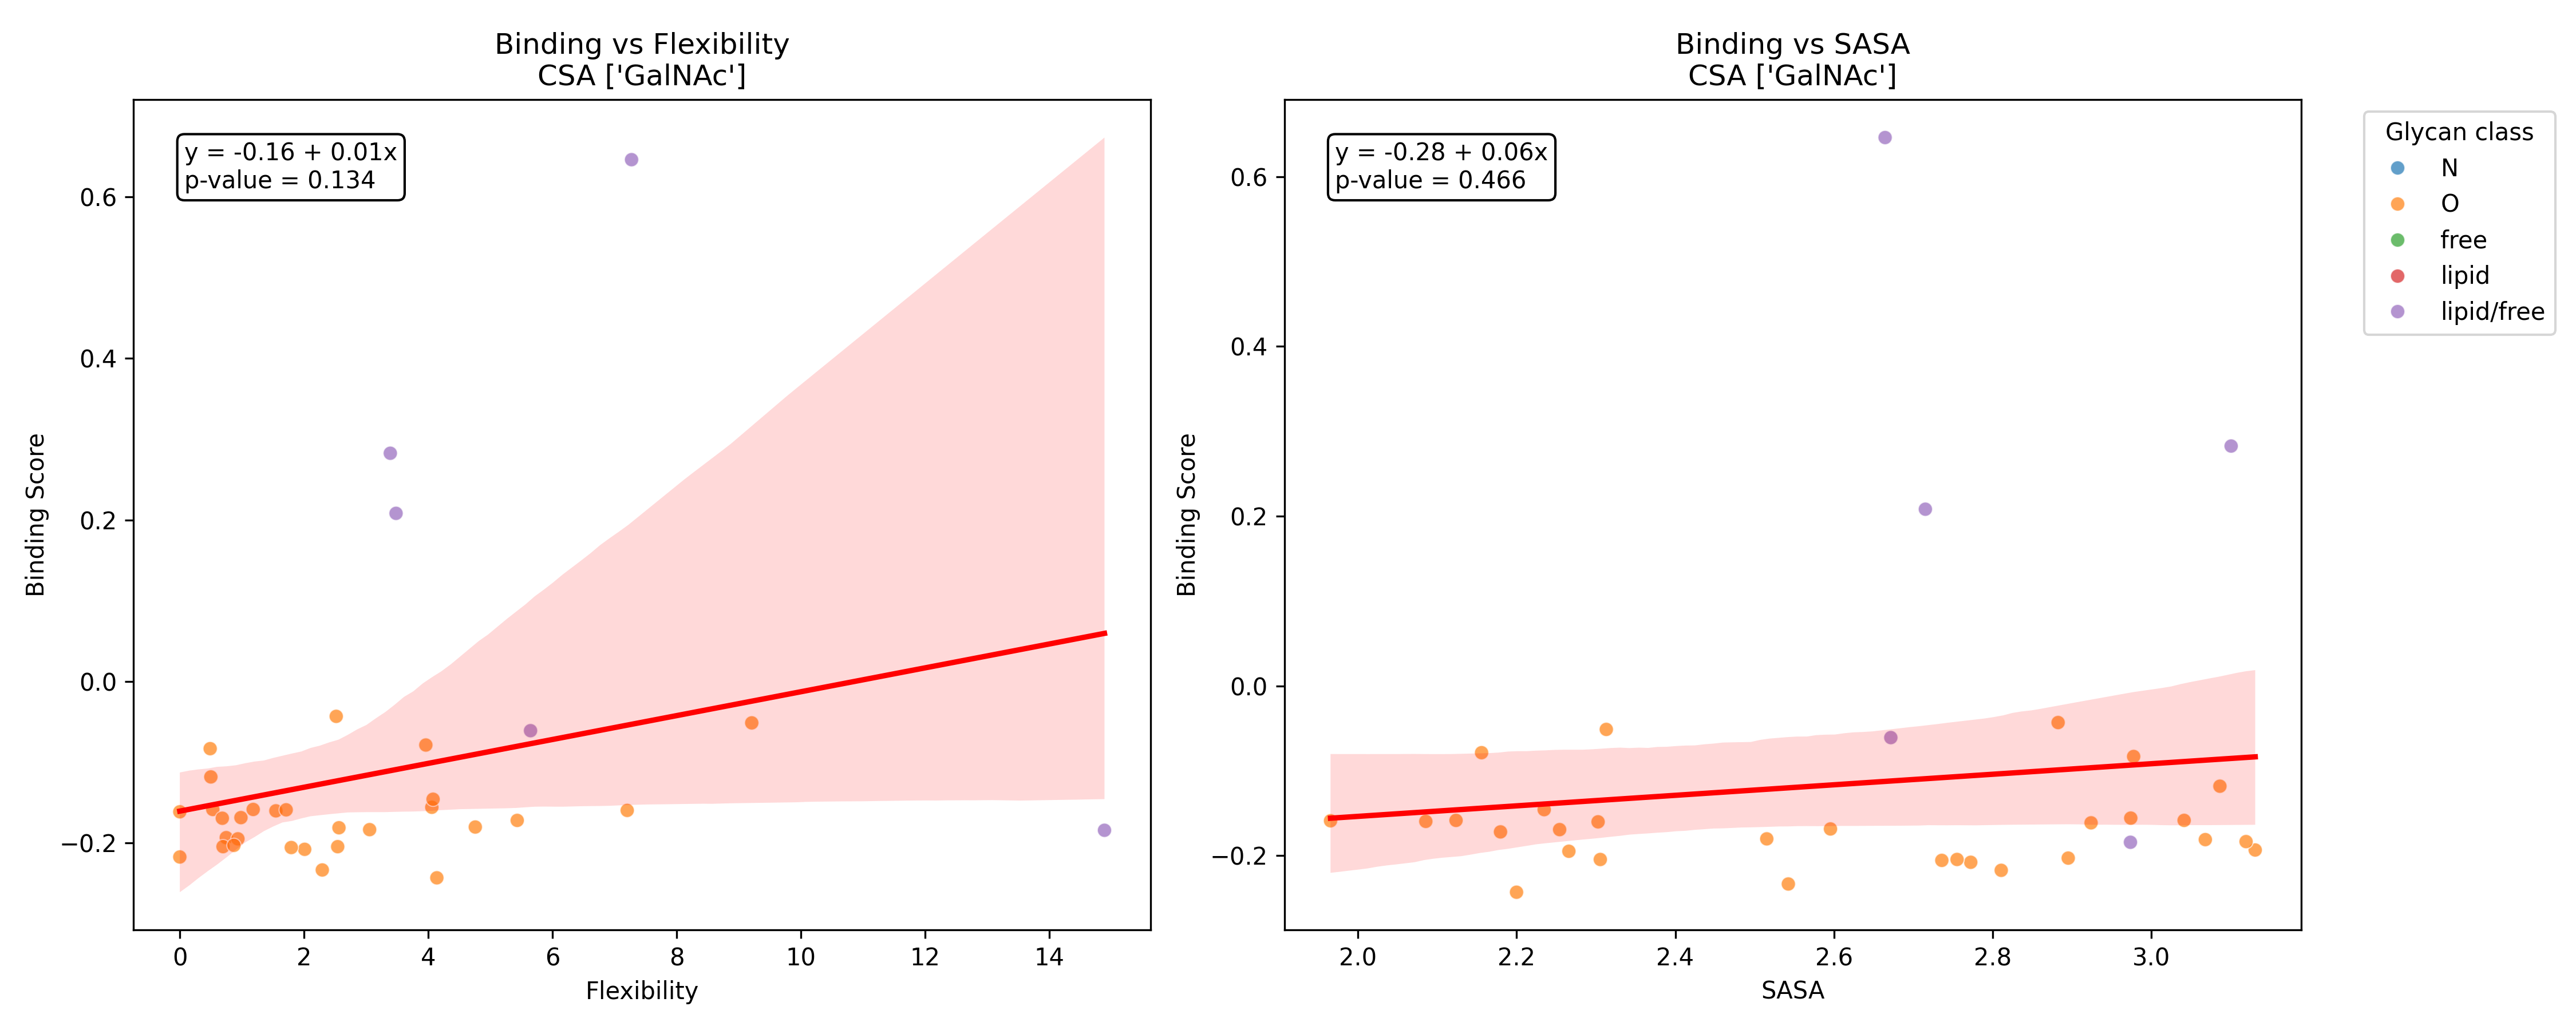 Binding vs Flexibility
CSA ['GalNAc']
y = -0.16 + 0.01x
p-value = 0.134
0.6
0.4
0.2
0.0
−0.2
Binding Score
0 2 4 6 8 10 12 14
Flexibility
Binding vs SASA
CSA ['GalNAc']
y = -0.28 + 0.06x
p-value = 0.466
0.6
0.4
0.2
0.0
−0.2
Binding Score
2.0 2.2 2.4 2.6 2.8 3.0
SASA
Glycan class
N
O
free
lipid
lipid/free